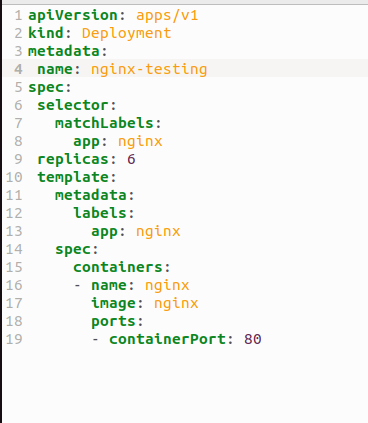 1 apiVersion: apps/v1
2 kind: Deployment
3 metadata:
4  name: nginx-testing
5 spec:
6  selector:
7    matchLabels:
8      app: nginx
9  replicas: 6
10  template:
11    metadata:
12      labels:
13        app: nginx
14    spec:
15      containers:
16      - name: nginx
17        image: nginx
18        ports:
19        - containerPort: 80